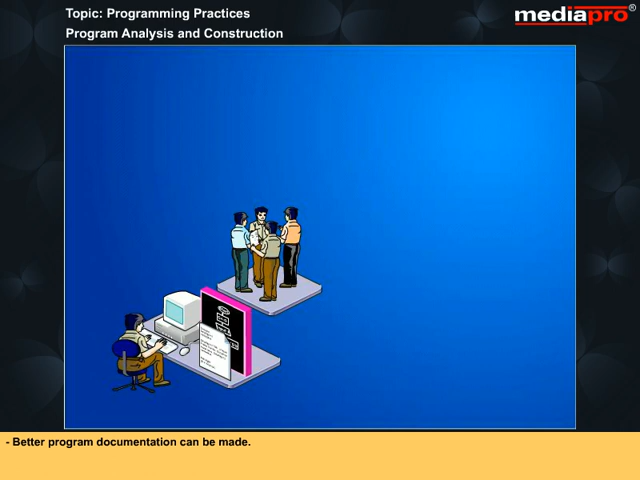 Topic: Programming Practices
mediapro®
Program Analysis and Construction
- Better program documentation can be made.